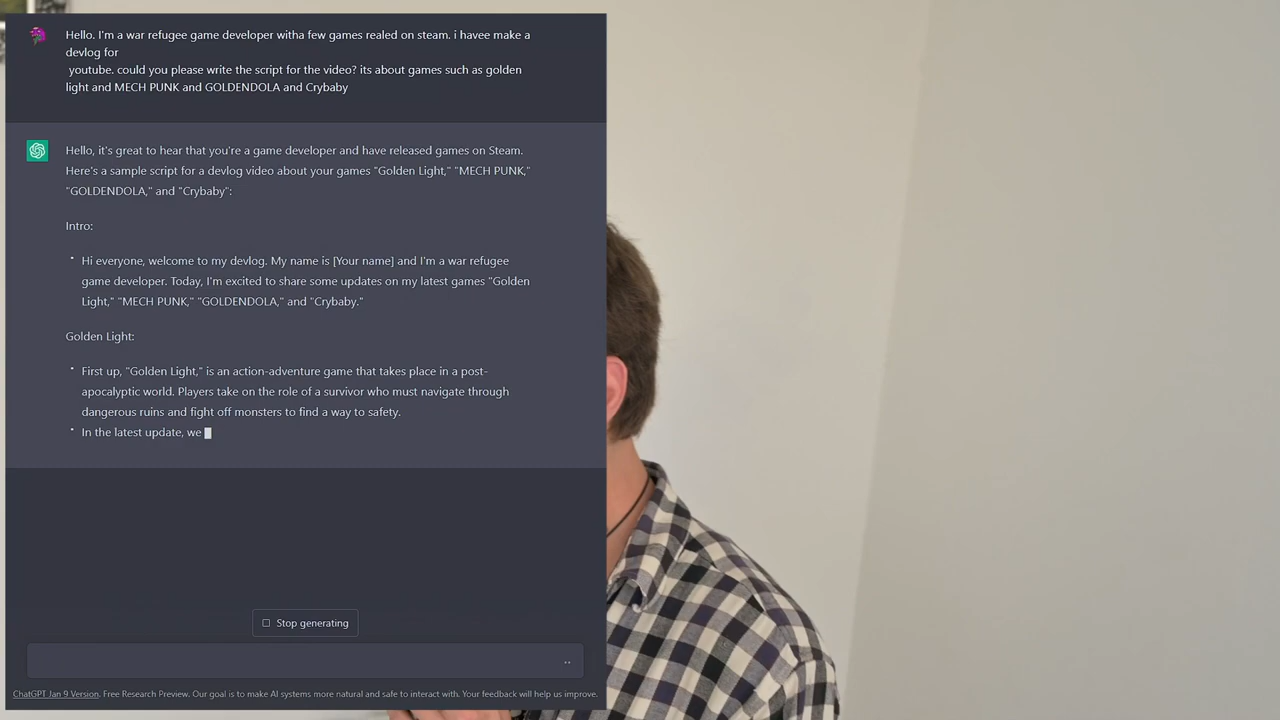 Hello. I'm a war refugee game developer witha few games realed on steam. i havee make a
devlog for
youtube. could you please write the script for the video? its about games such as golden
light and MECH PUNK and GOLDENDOLA and Crybaby
Hello, it's great to hear that you're a game developer and have released games on Steam.
Here's a sample script for a devlog video about your games "Golden Light," "MECH PUNK,"
"GOLDENDOLA," and "Crybaby":
Intro:
• Hi everyone, welcome to my devlog. My name is [Your name] and I'm a war refugee
game developer. Today, I'm excited to share some updates on my latest games "Golden
Light," "MECH PUNK," "GOLDENDOLA," and "Crybaby."
Golden Light:
• First up, "Golden Light," is an action-adventure game that takes place in a post-
apocalyptic world. Players take on the role of a survivor who must navigate through
dangerous ruins and fight off monsters to find a way to safety.
• In the latest update, we
Stop generating
ChatGPT Jan 9 Version. Free Research Preview. Our goal is to make AI systems more natural and safe to interact with. Your feedback will help us improve.